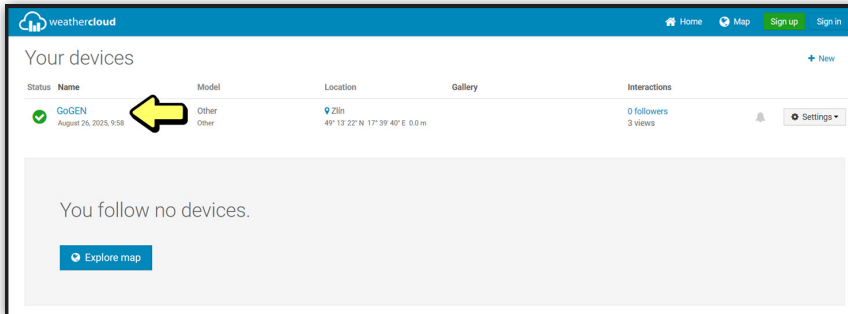 weathercloud Home Map Sign up Sign in
Your devices
+ New
Status Name Model Location Gallery Interactions
GoGEN Other Zlín 0 followers
August 26, 2025, 9:58 Other 49° 13' 22" N 17° 39' 40" E 0.0 m 3 views
Settings
You follow no devices.
Explore map